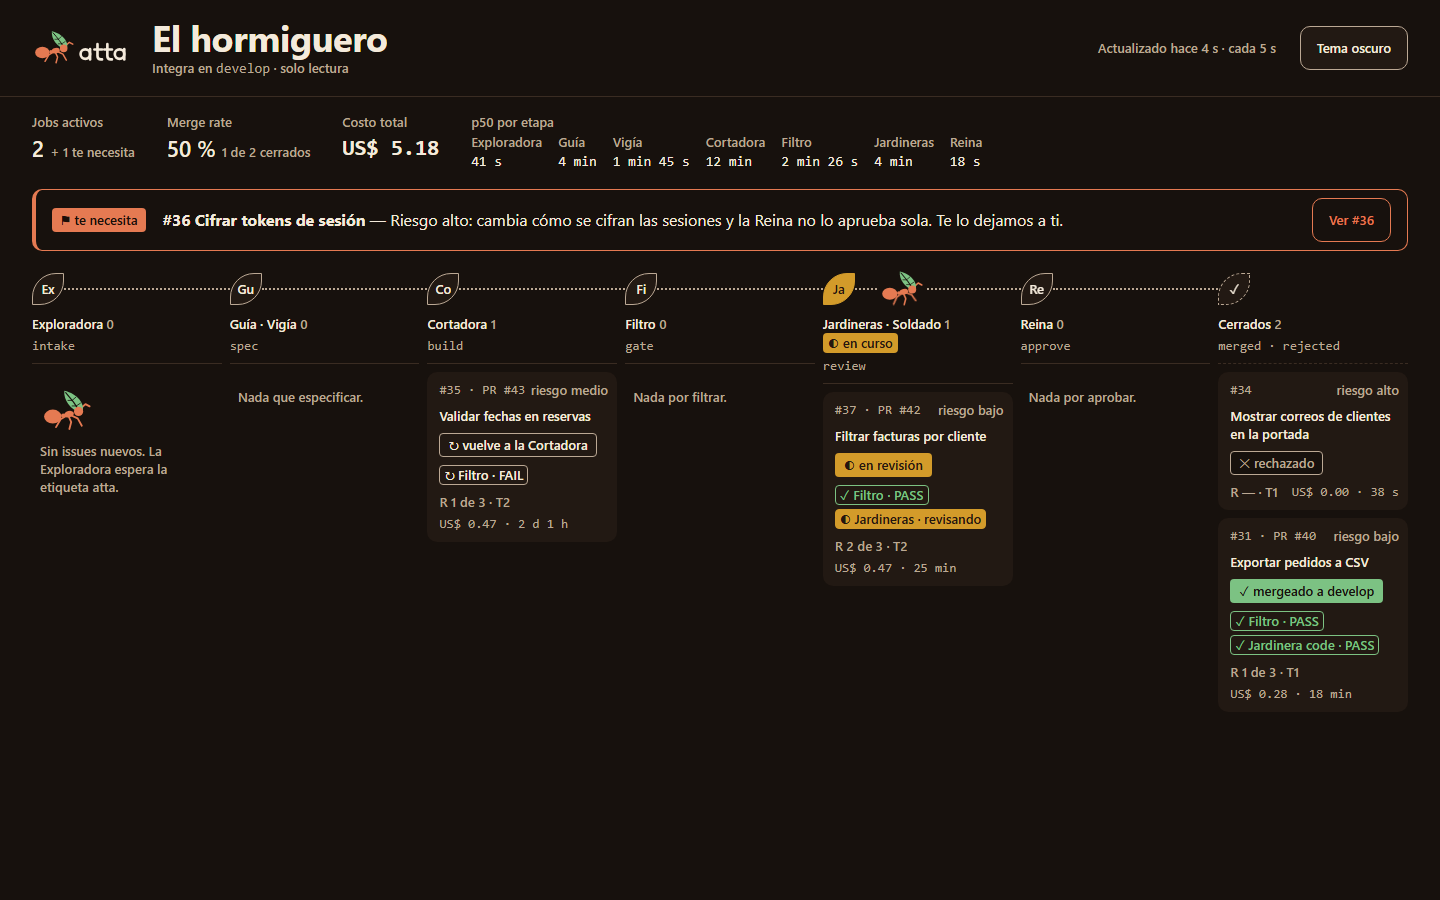 atta
El hormiguero
Integra en develop · solo lectura
Actualizado hace 4 s · cada 5 s
Tema oscuro
Jobs activos
2 + 1 te necesita
Merge rate
50 % 1 de 2 cerrados
Costo total
US$ 5.18
p50 por etapa
Exploradora
41 s
Guía
4 min
Vigía
1 min 45 s
Cortadora
12 min
Filtro
2 min 26 s
Jardineras
4 min
Reina
18 s
⚑ te necesita
#36 Cifrar tokens de sesión — Riesgo alto: cambia cómo se cifran las sesiones y la Reina no lo aprueba sola. Te lo dejamos a ti.
Ver #36
Ex
Exploradora 0
intake
Sin issues nuevos. La
Exploradora espera la
etiqueta atta.
Gu
Guía · Vigía 0
spec
Nada que especificar.
Co
Cortadora 1
build
#35 · PR #43 riesgo medio
Validar fechas en reservas
↻ vuelve a la Cortadora
↻ Filtro · FAIL
R 1 de 3 · T2
US$ 0.47 · 2 d 1 h
Fi
Filtro 0
gate
Nada por filtrar.
Ja
Jardineras · Soldado 1
◐ en curso
review
#37 · PR #42 riesgo bajo
Filtrar facturas por cliente
◐ en revisión
✓ Filtro · PASS
◐ Jardineras · revisando
R 2 de 3 · T2
US$ 0.47 · 25 min
Re
Reina 0
approve
Nada por aprobar.
✓
Cerrados 2
merged · rejected
#34 riesgo alto
Mostrar correos de clientes
en la portada
✕ rechazado
R — · T1 US$ 0.00 · 38 s
#31 · PR #40 riesgo bajo
Exportar pedidos a CSV
✓ mergeado a develop
✓ Filtro · PASS
✓ Jardinera code · PASS
R 1 de 3 · T1
US$ 0.28 · 18 min